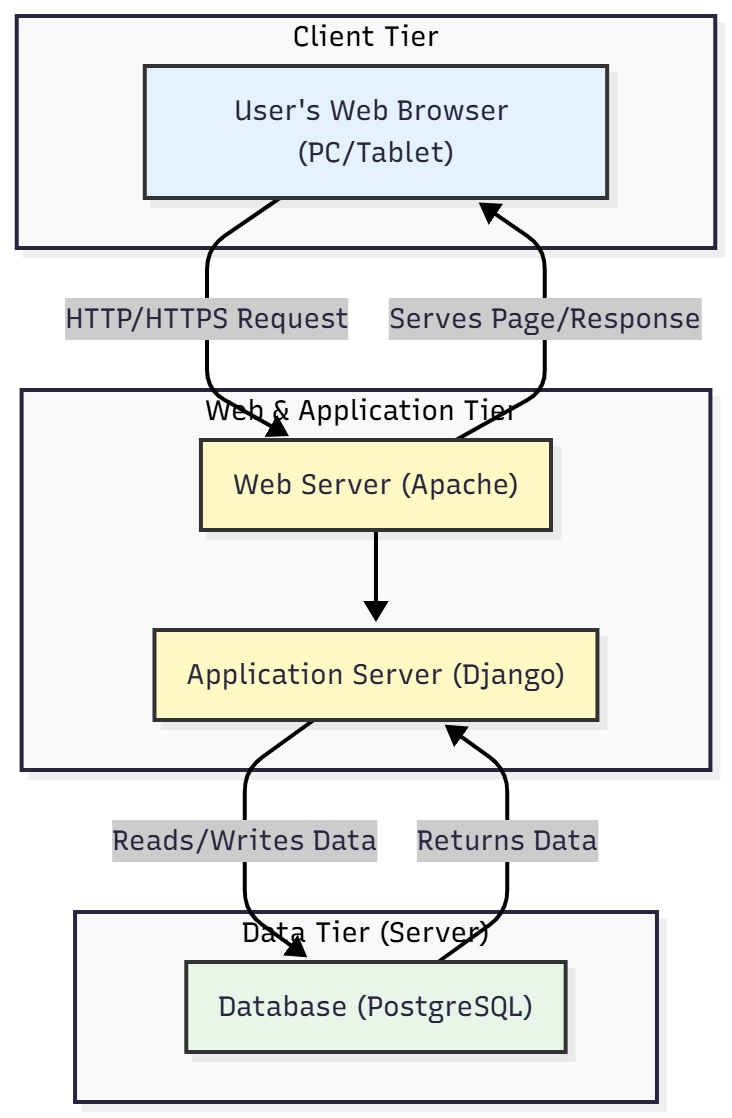 Client Tier
User's Web Browser
(PC/Tablet)
HTTP/HTTPS Request
Serves Page/Response
Web & Application Tier
Web Server (Apache)
Application Server (Django)
Reads/Writes Data
Returns Data
Data Tier (Server)
Database (PostgreSQL)